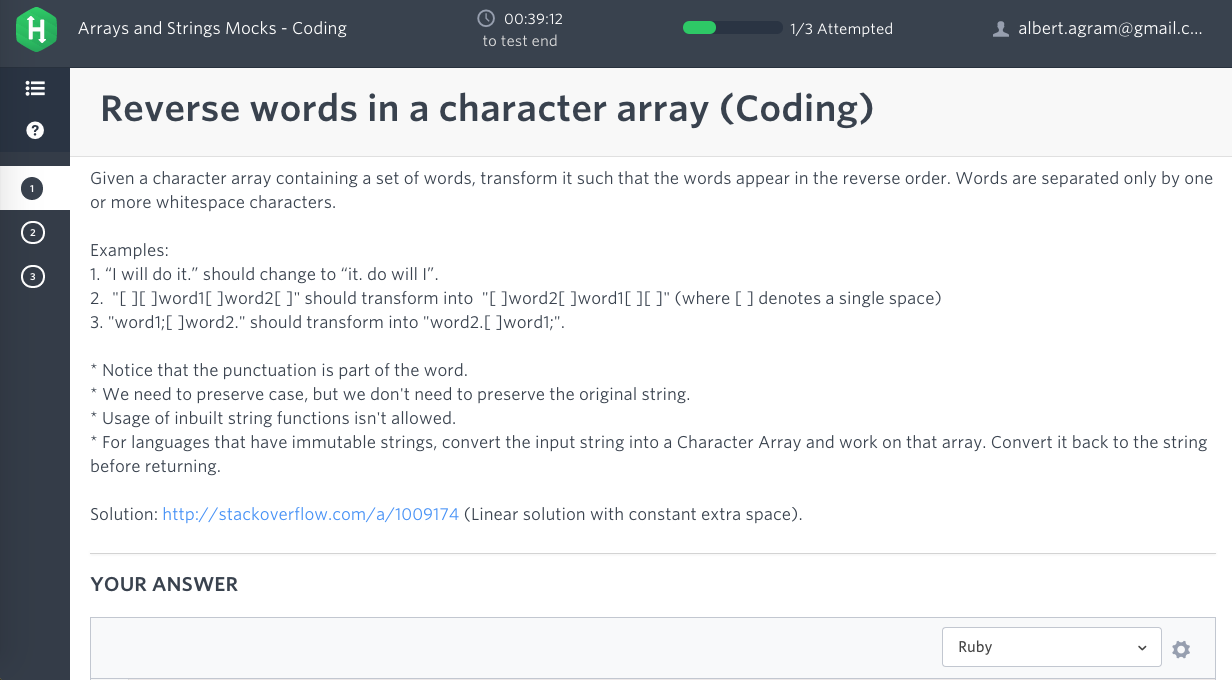 H
Arrays and Strings Mocks - Coding
00:39:12
to test end
1/3 Attempted
albert.agram@gmail.c...
?
1
2
3
Reverse words in a character array (Coding)
Given a character array containing a set of words, transform it such that the words appear in the reverse order. Words are separated only by one
or more whitespace characters.
Examples:
1. “I will do it.” should change to “it. do will I”.
2.  "[ ][ ]word1[ ]word2[ ]" should transform into  "[ ]word2[ ]word1[ ][ ]" (where [ ] denotes a single space)
3. "word1;[ ]word2." should transform into "word2.[ ]word1;".
* Notice that the punctuation is part of the word.
* We need to preserve case, but we don't need to preserve the original string.
* Usage of inbuilt string functions isn't allowed.
* For languages that have immutable strings, convert the input string into a Character Array and work on that array. Convert it back to the string
before returning.
Solution: http://stackoverflow.com/a/1009174 (Linear solution with constant extra space).
YOUR ANSWER
Ruby